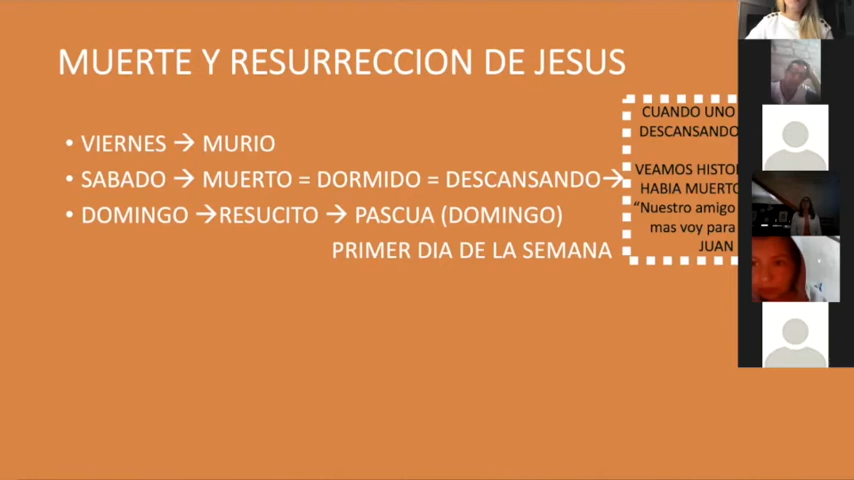 MUERTE Y RESURRECCION DE JESUS
• VIERNES → MURIO
• SABADO → MUERTO = DORMIDO = DESCANSANDO→
• DOMINGO →RESUCITO → PASCUA (DOMINGO)
PRIMER DIA DE LA SEMANA
CUANDO UNO
DESCANSANDO
VEAMOS
HABIA MUERTO
“Nuestro amigo
mas voy para
JUAN